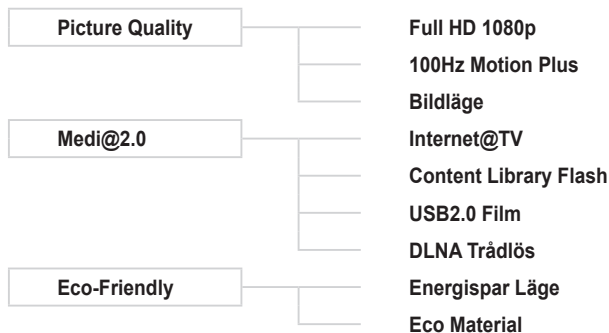 Picture Quality
Full HD 1080p
100Hz Motion Plus
Bildläge
Medi@2.0
Internet@TV
Content Library Flash
USB2.0 Film
DLNA Trådlös
Eco-Friendly
Energispar Läge
Eco Material